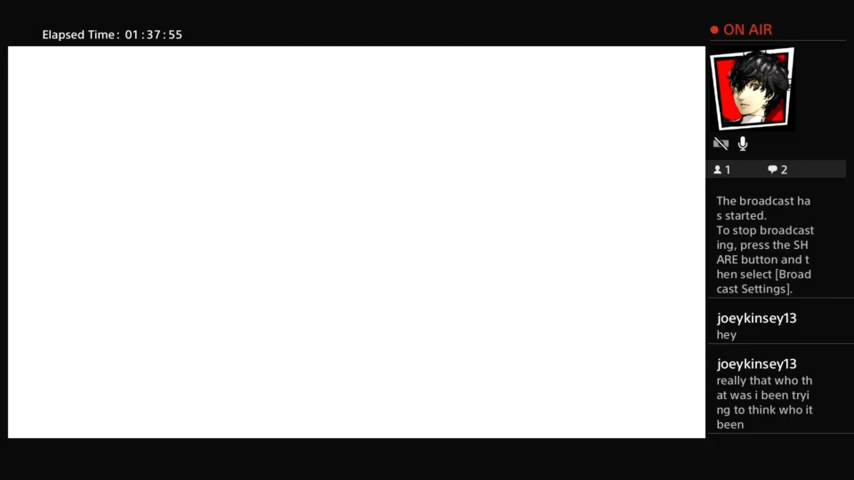 Elapsed Time: 01:37:55
ON AIR
1
2
The broadcast ha
s started.
To stop broadcast
ing, press the SH
ARE button and t
hen select [Broad
cast Settings].
joeykinsey13
hey
joeykinsey13
really that who th
at was i been tryi
ng to think who it
been